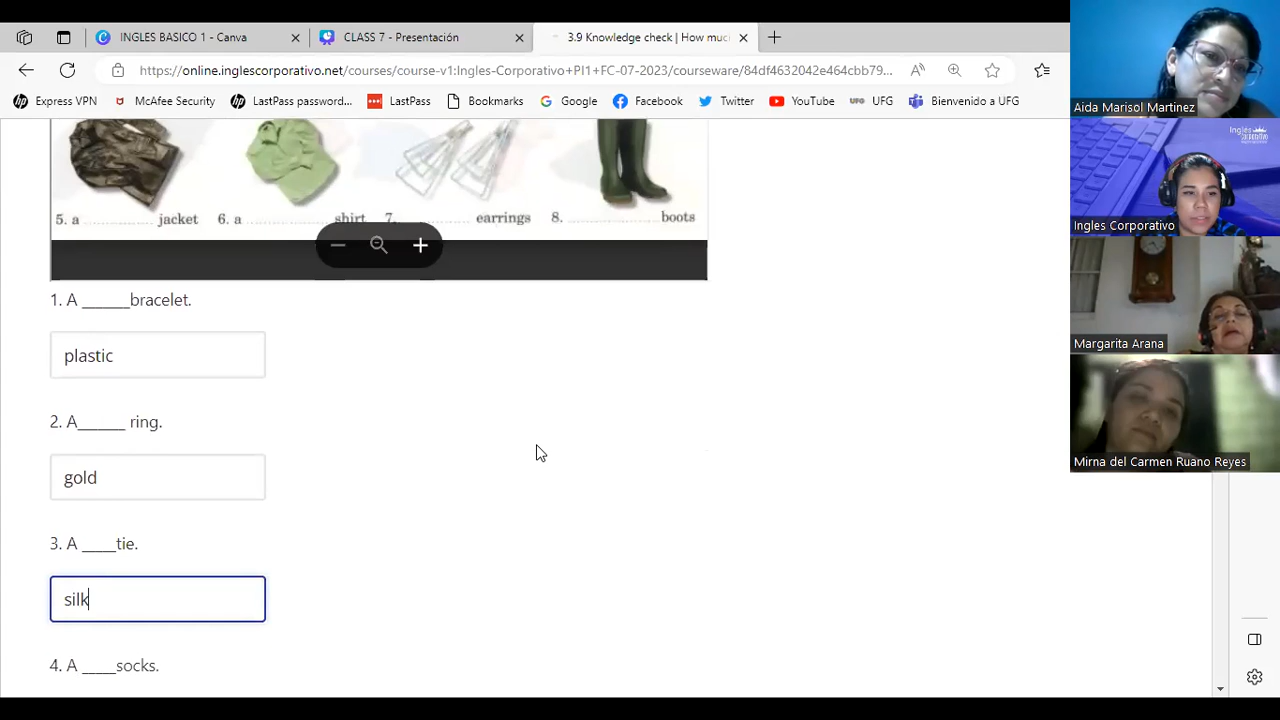 INGLES BASICO 1 - Canva
CLASS 7 - Presentación
3.9 Knowledge check | How muc
https://online.inglescorporativo.net/courses/course-v1:Ingles-Corporativo+PI1+FC-07-2023/courseware/84df4632042e464cbb79...
Express VPN
McAfee Security
LastPass password...
LastPass
Bookmarks
Google
Facebook
Twitter
YouTube
UFG
UFG
Bienvenido a UFG
5. a ............ jacket
6. a ............ shirt
7. ............ earrings
8. ............ boots
1. A ______bracelet.
plastic
2. A______ ring.
gold
3. A ____tie.
silk
4. A ____socks.
Aida Marisol Martinez
Ingles
CORPORATIVO
Ingles Corporativo
Margarita Arana
Mirna del Carmen Ruano Reyes